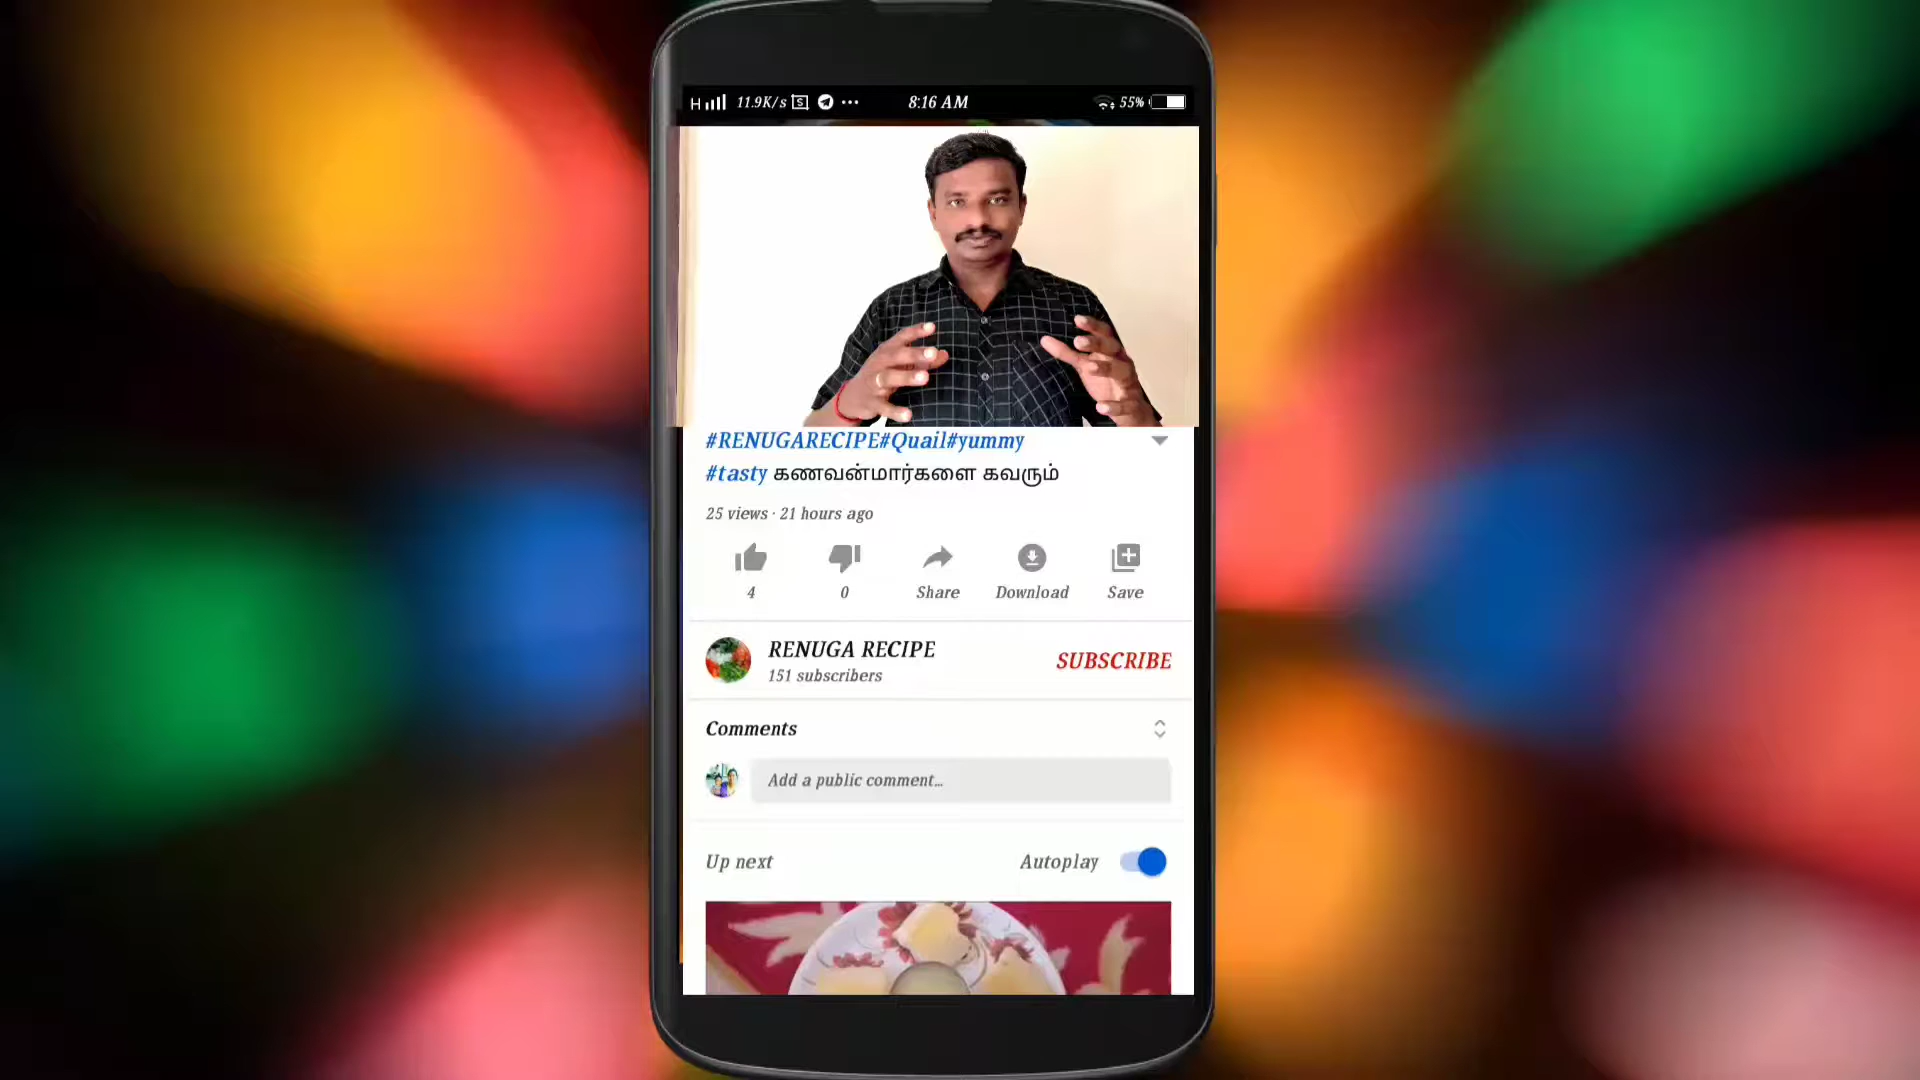 H 11.9K/s S 8:16 AM 55%
#RENUGARECIPE#Quail#yummy
#tasty கணவன்மார்களை கவரும்
25 views · 21 hours ago
4 0 Share Download Save
RENUGA RECIPE
151 subscribers
SUBSCRIBE
Comments
Add a public comment...
Up next Autoplay